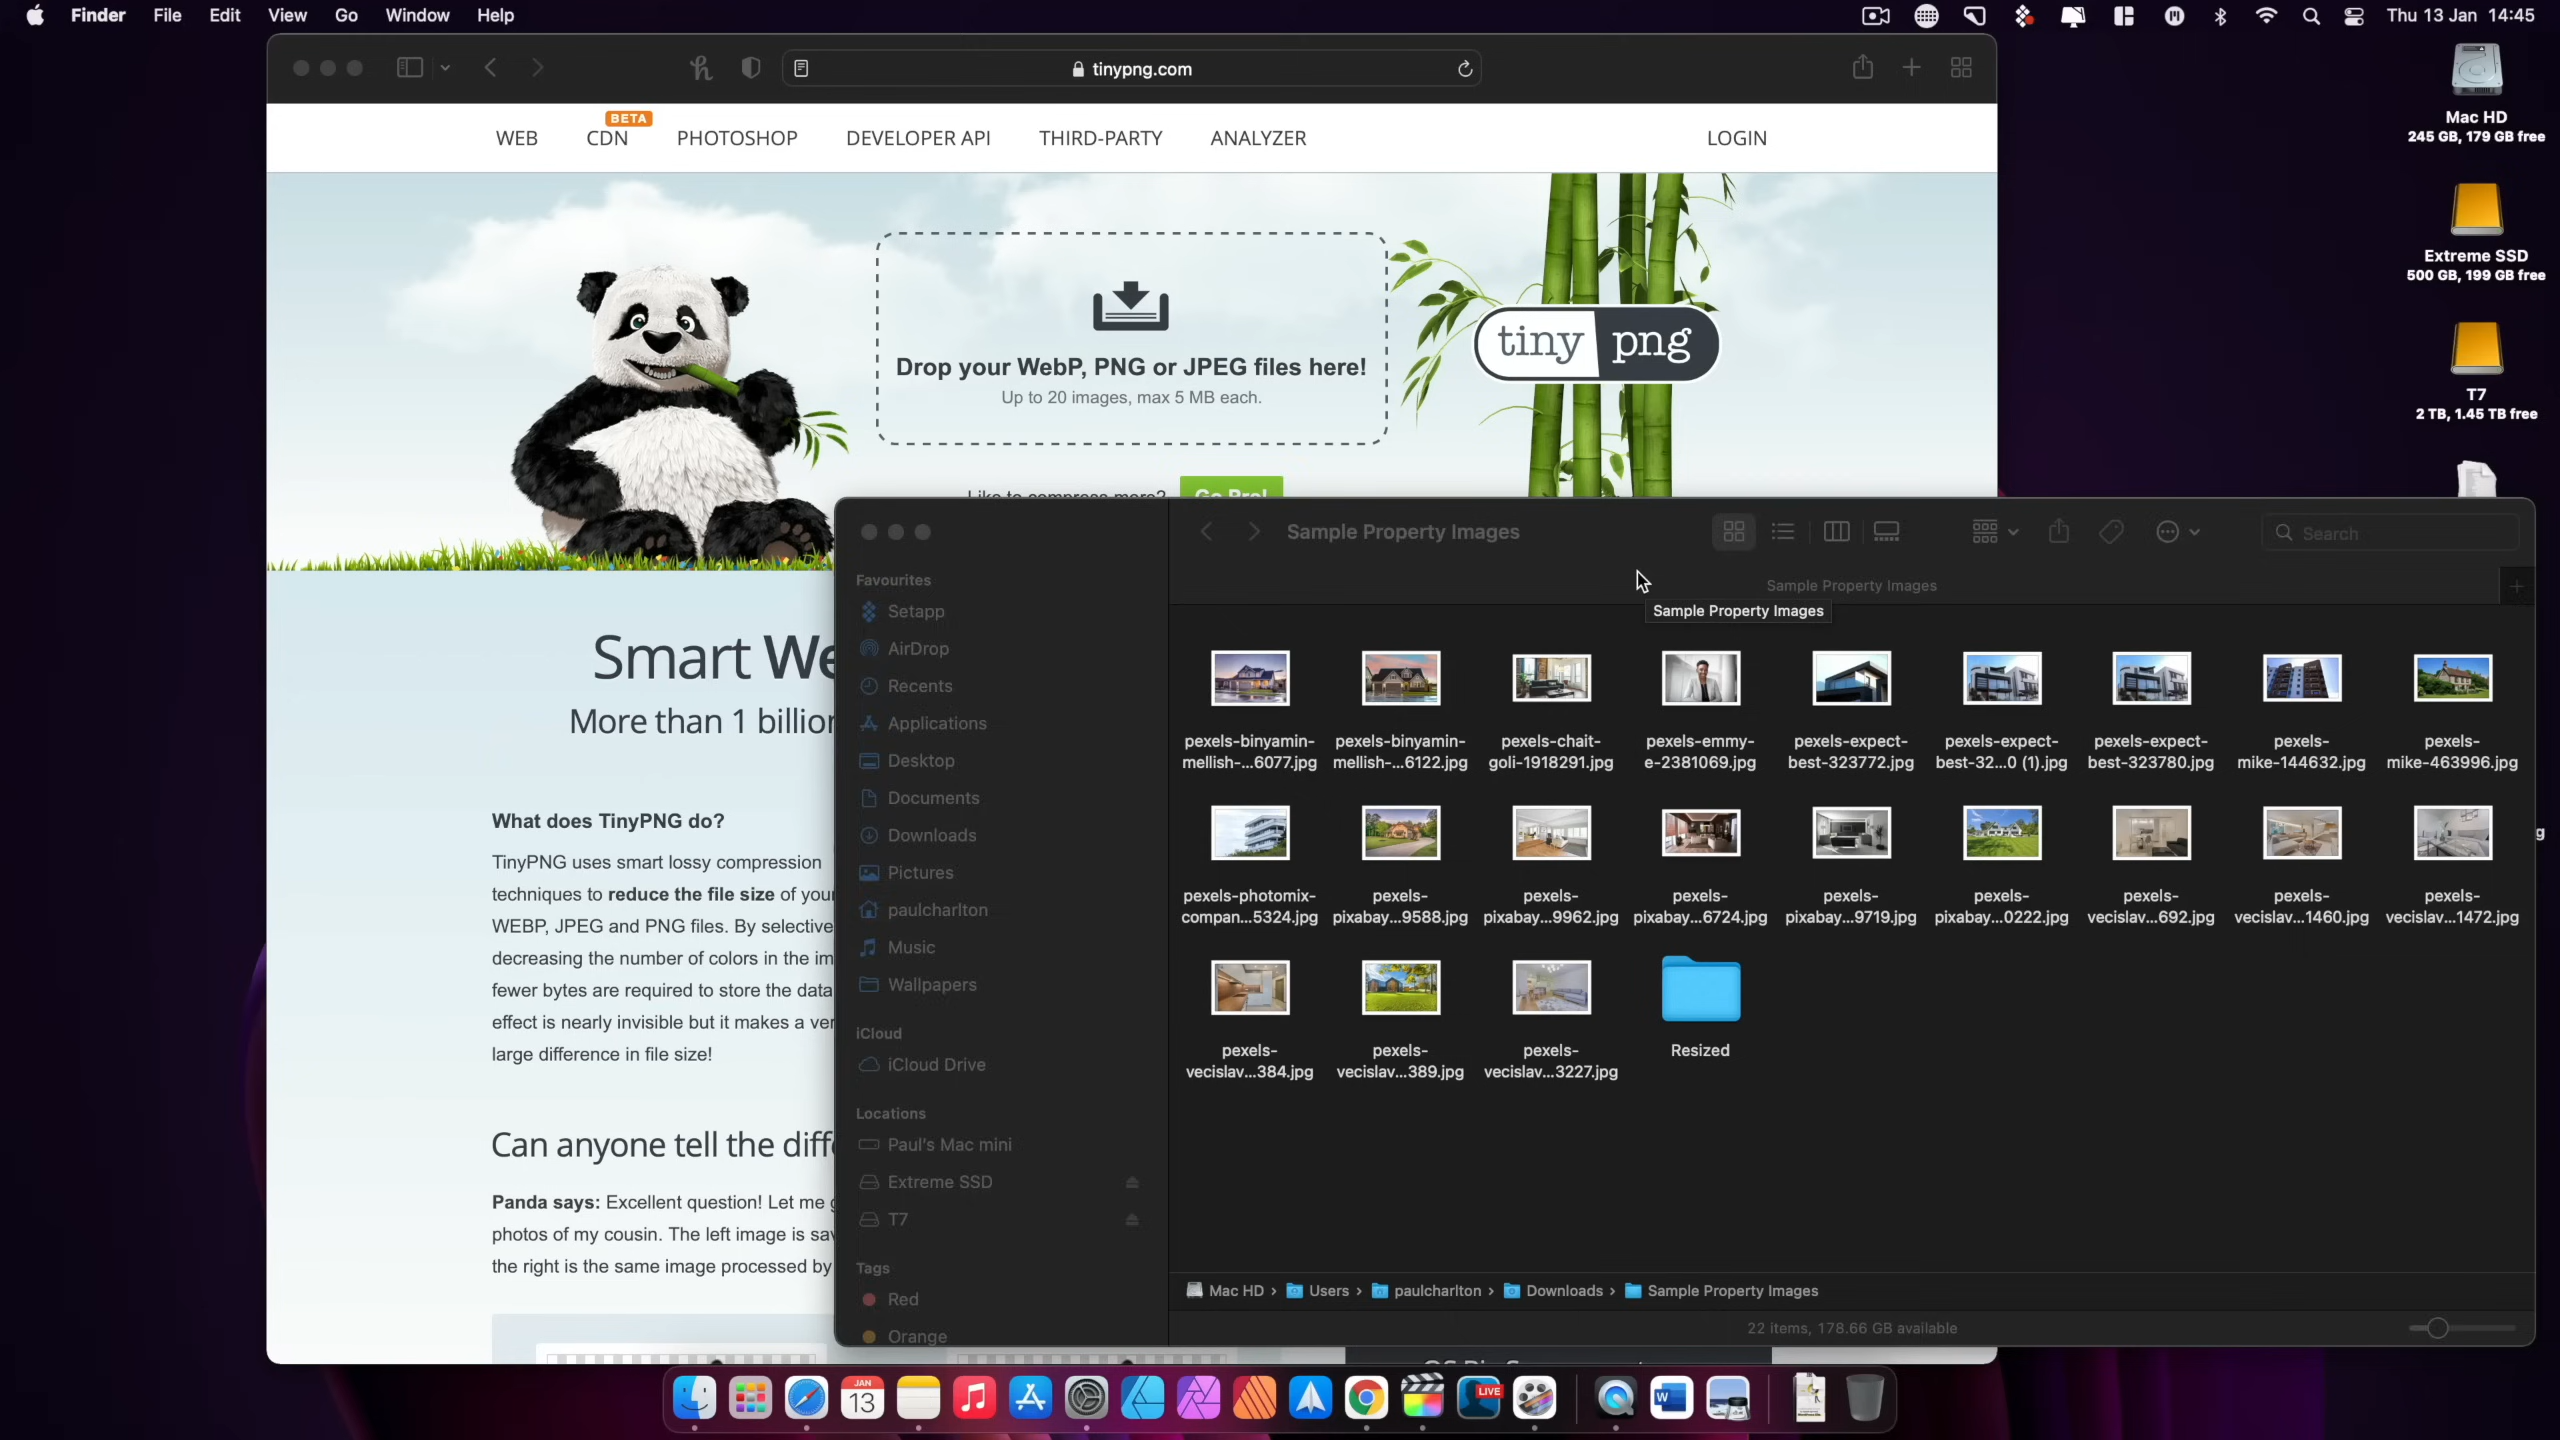 Finder File Edit View Go Window Help
Thu 13 Jan 14:45
tinypng.com
WEB
BETA
CDN
PHOTOSHOP
DEVELOPER API
THIRD-PARTY
ANALYZER
LOGIN
Drop your WebP, PNG or JPEG files here!
Up to 20 images, max 5 MB each.
tiny png
Like to compress more?
Go Pro!
Smart We
More than 1 billion
What does TinyPNG do?
TinyPNG uses smart lossy compression
techniques to reduce the file size of your
WEBP, JPEG and PNG files. By selective
decreasing the number of colors in the im
fewer bytes are required to store the data
effect is nearly invisible but it makes a ver
large difference in file size!
Can anyone tell the diffe
Panda says: Excellent question! Let me g
photos of my cousin. The left image is sav
the right is the same image processed by
Mac HD
245 GB, 179 GB free
Extreme SSD
500 GB, 199 GB free
T7
2 TB, 1.45 TB free
g
Sample Property Images
Search
Sample Property Images
Sample Property Images
Favourites
Setapp
AirDrop
Recents
Applications
Desktop
Documents
Downloads
Pictures
paulcharlton
Music
Wallpapers
iCloud
iCloud Drive
Locations
Paul's Mac mini
Extreme SSD
T7
Tags
Red
Orange
pexels-binyamin-
mellish-...6077.jpg
pexels-binyamin-
mellish-...6122.jpg
pexels-chait-
goli-1918291.jpg
pexels-emmy-
e-2381069.jpg
pexels-expect-
best-323772.jpg
pexels-expect-
best-32...0 (1).jpg
pexels-expect-
best-323780.jpg
pexels-
mike-144632.jpg
pexels-
mike-463996.jpg
pexels-photomix-
compan...5324.jpg
pexels-
pixabay...9588.jpg
pexels-
pixabay...9962.jpg
pexels-
pixabay...6724.jpg
pexels-
pixabay...9719.jpg
pexels-
pixabay...0222.jpg
pexels-
vecislav...692.jpg
pexels-
vecislav...1460.jpg
pexels-
vecislav...1472.jpg
pexels-
vecislav...384.jpg
pexels-
vecislav...389.jpg
pexels-
vecislav...3227.jpg
Resized
Mac HD › Users › paulcharlton › Downloads › Sample Property Images
22 items, 178.66 GB available
JAN
13
LIVE
W